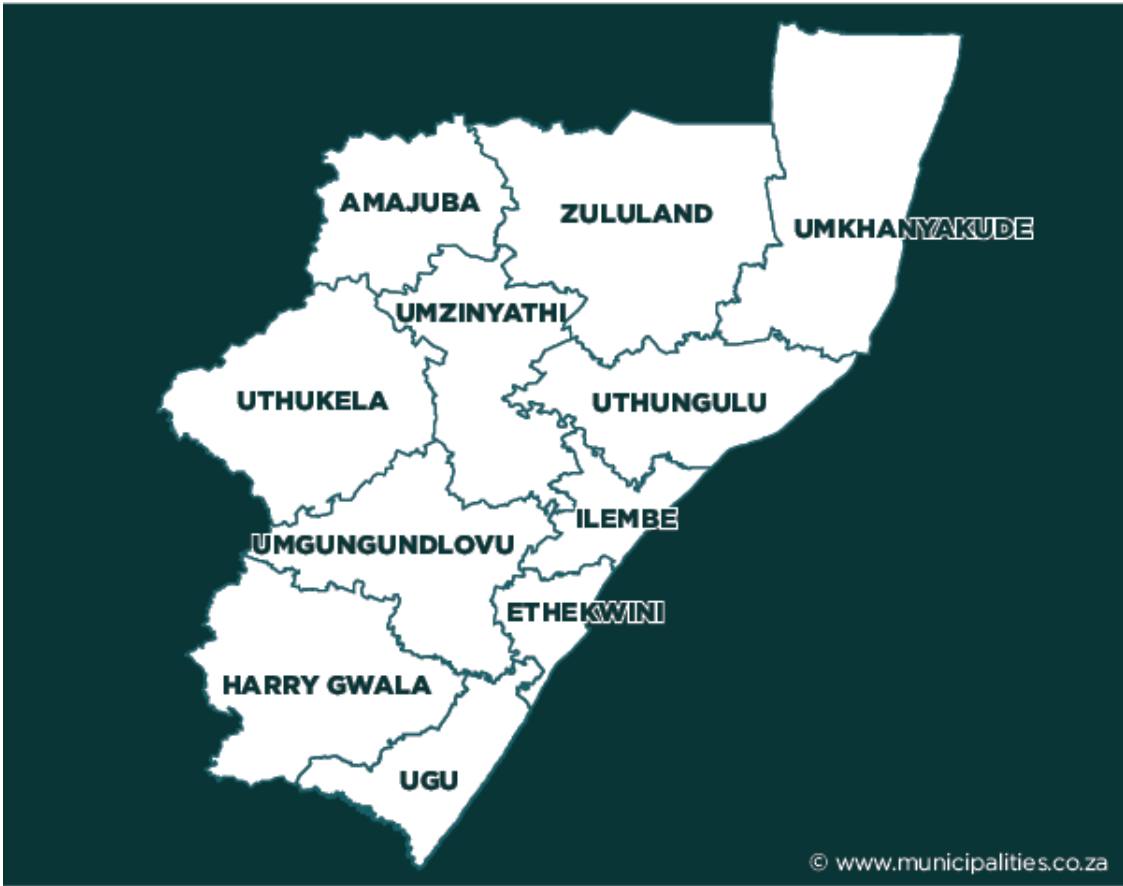 AMAJUBA
ZULULAND
UMKHANYAKUDE
UMZINYATHI
UTHUKELA
UTHUNGULU
ILEMBE
UMGUNGUNDLOVU
ETHEKWINI
HARRY GWALA
UGU
© www.municipalities.co.za